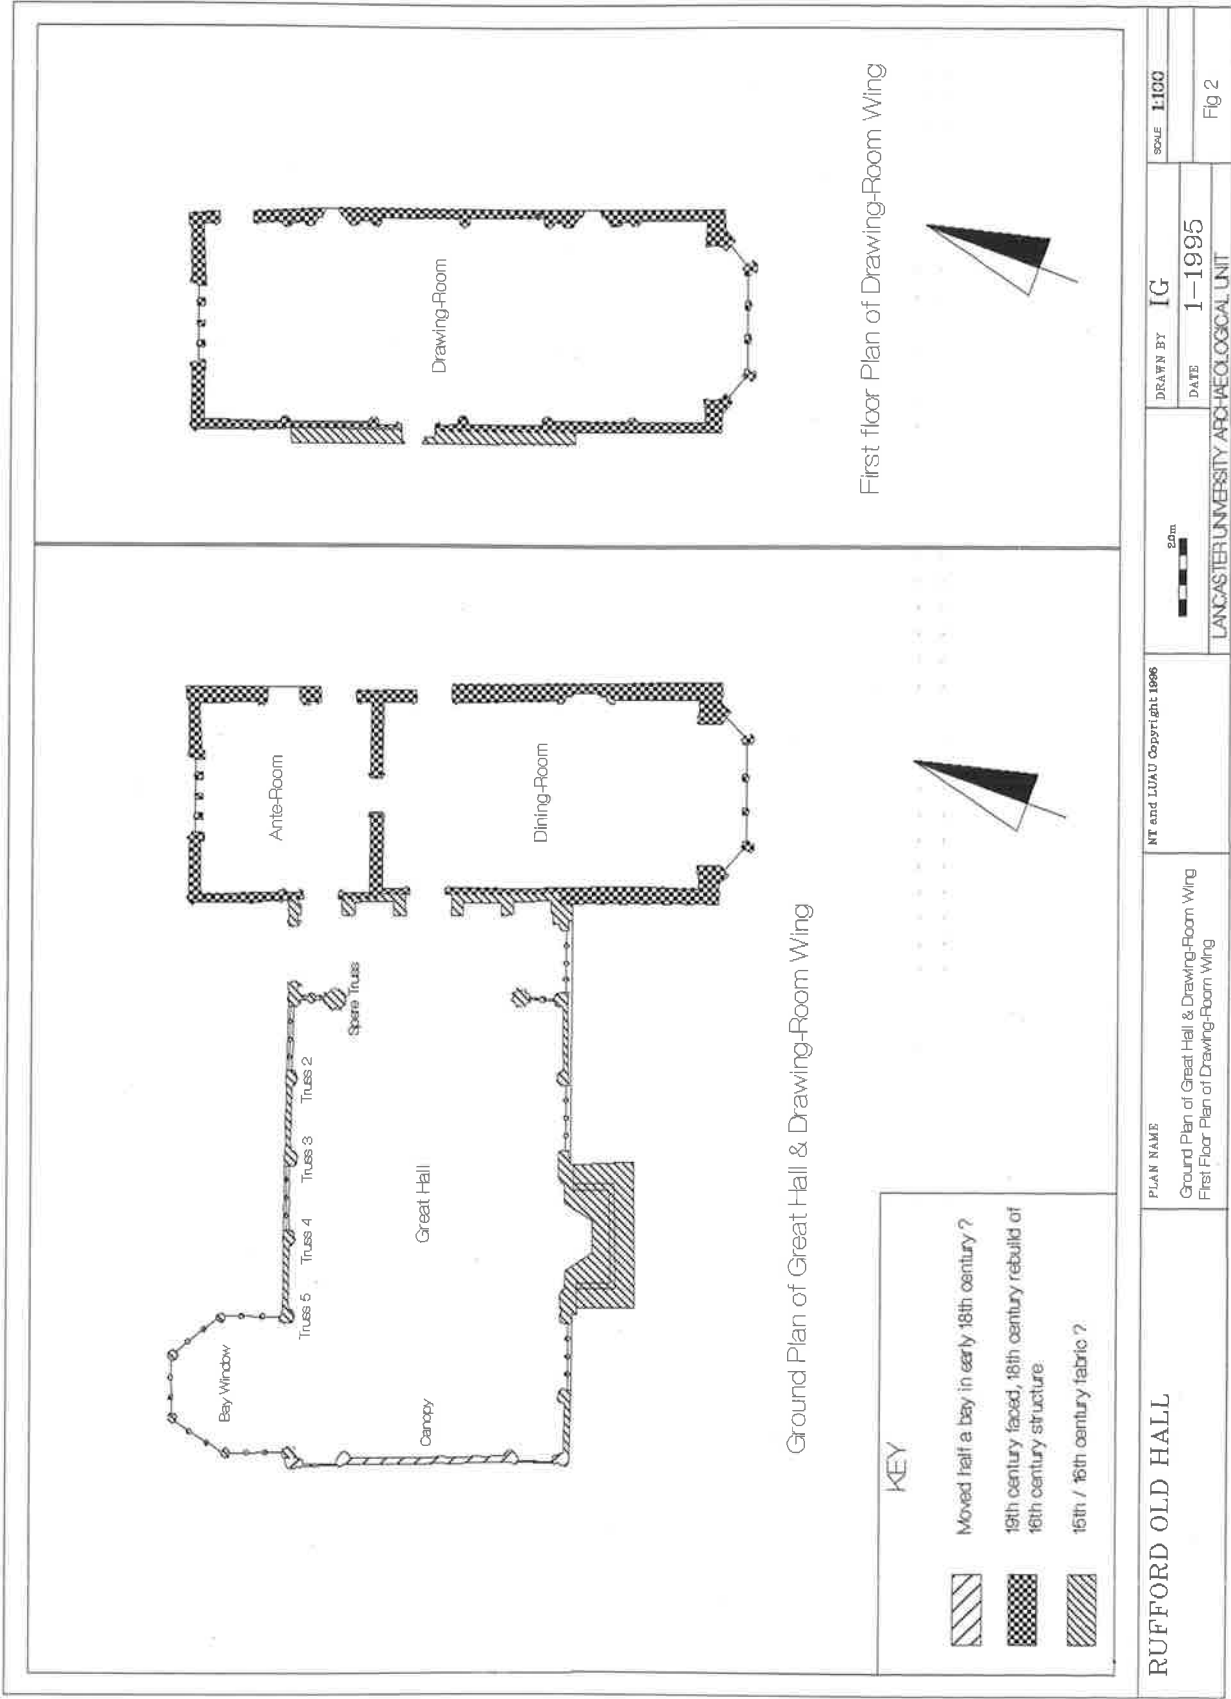 Ground Plan of Great Hall & Drawing-Room Wing
Bay Window
Canopy
Truss 5
Truss 4
Truss 3
Truss 2
Spere Truss
Great Hall
Ante-Room
Dining-Room
First floor Plan of Drawing-Room Wing
Drawing-Room
KEY
Moved half a bay in early 18th century ?
19th century faced, 18th century rebuild of
16th century structure
15th / 16th century fabric ?
RUFFORD OLD HALL
PLAN NAME
Ground Plan of Great Hall & Drawing-Room Wing
First Floor Plan of Drawing-Room Wing
NT and LUAU Copyright 1996
2.0m
DRAWN BY IG
DATE 1-1995
SCALE 1:100
Fig 2
LANCASTER UNIVERSITY ARCHAEOLOGICAL UNIT